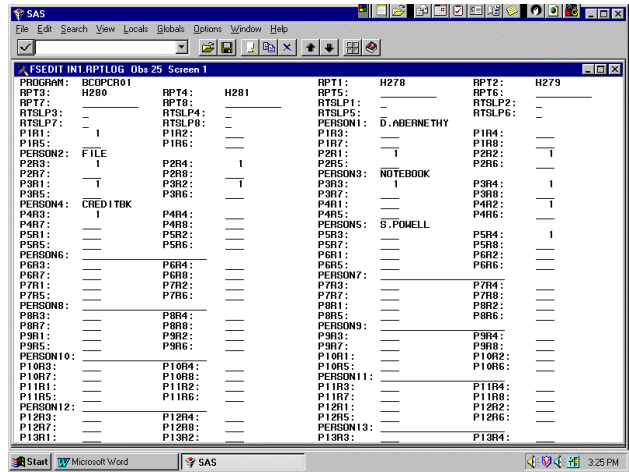 SAS
File Edit Search View Locals Globals Options Window Help
FSEDIT IN1.RPTLOG Obs 25 Screen 1
PROGRAM: BCOPCR01 RPT1: H278 RPT2: H279
RPT3: H280 RPT4: H281 RPT5: RPT6:
RPT7: RPT8: RTSLP1: RTSLP2:
RTSLP3: RTSLP4: RTSLP5: RTSLP6:
RTSLP7: RTSLP8: PERSON1: D.ABERNETHY
P1R1: 1 P1R2: P1R3: P1R4:
P1R5: P1R6: P1R7: P1R8:
PERSON2: FILE P2R1: 1 P2R2: 1
P2R3: 1 P2R4: 1 P2R5: P2R6:
P2R7: P2R8: PERSON3: NOTEBOOK
P3R1: 1 P3R2: 1 P3R3: 1 P3R4: 1
P3R5: P3R6: P3R7: P3R8:
PERSON4: CREDITBK P4R1: P4R2: 1
P4R3: 1 P4R4: P4R5: P4R6:
P4R7: P4R8: PERSON5: S.POWELL
P5R1: P5R2: P5R3: P5R4: 1
P5R5: P5R6: P5R7: P5R8:
PERSON6: P6R1: P6R2:
P6R3: P6R4: P6R5: P6R6:
P6R7: P6R8: PERSON7:
P7R1: P7R2: P7R3: P7R4:
P7R5: P7R6: P7R7: P7R8:
PERSON8: P8R1: P8R2:
P8R3: P8R4: P8R5: P8R6:
P8R7: P8R8: PERSON9:
P9R1: P9R2: P9R3: P9R4:
P9R5: P9R6: P9R7: P9R8:
PERSON10: P10R1: P10R2:
P10R3: P10R4: P10R5: P10R6:
P10R7: P10R8: PERSON11:
P11R1: P11R2: P11R3: P11R4:
P11R5: P11R6: P11R7: P11R8:
PERSON12: P12R1: P12R2:
P12R3: P12R4: P12R5: P12R6:
P12R7: P12R8: PERSON13:
P13R1: P13R2: P13R3: P13R4:
Start Microsoft Word SAS 3:25 PM